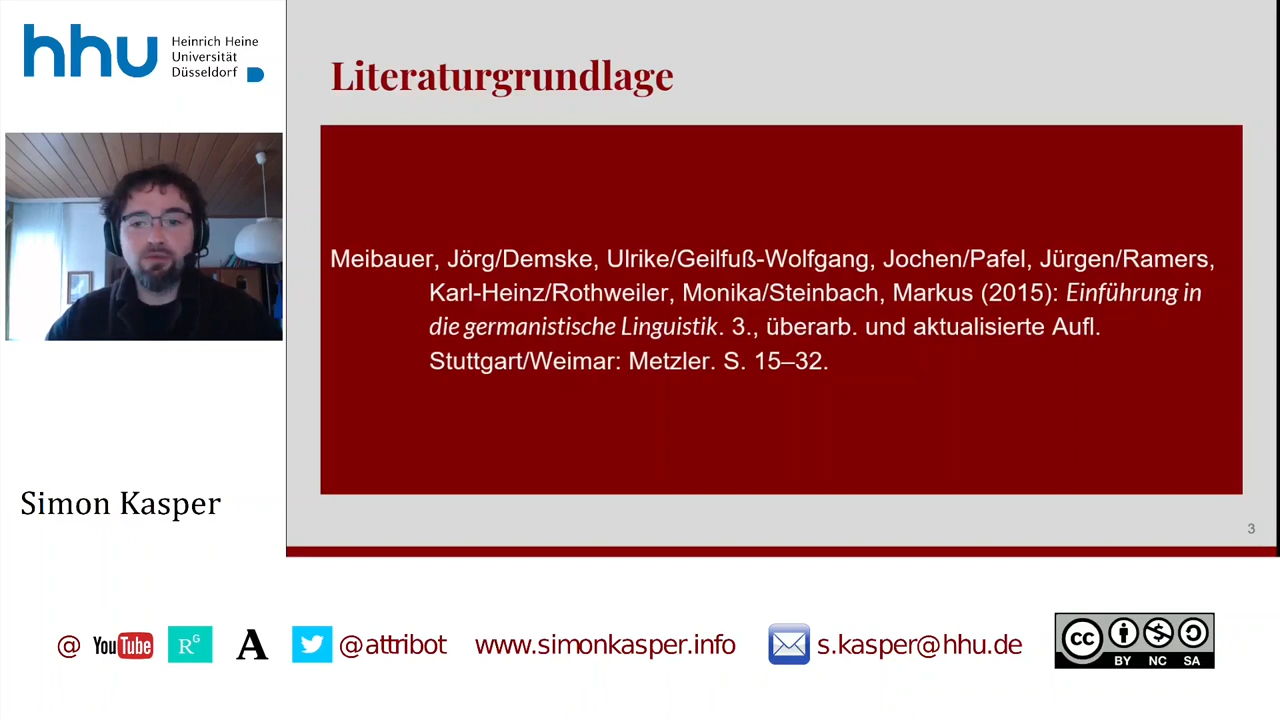 hhu
Heinrich Heine
Universität
Düsseldorf
Literaturgrundlage
Meibauer, Jörg/Demske, Ulrike/Geilfuß-Wolfgang, Jochen/Pafel, Jürgen/Ramers,
Karl-Heinz/Rothweiler, Monika/Steinbach, Markus (2015): Einführung in
die germanistische Linguistik. 3., überarb. und aktualisierte Aufl.
Stuttgart/Weimar: Metzler. S. 15–32.
3
Simon Kasper
@ YouTube RG A @attribot www.simonkasper.info s.kasper@hhu.de
cc BY NC SA